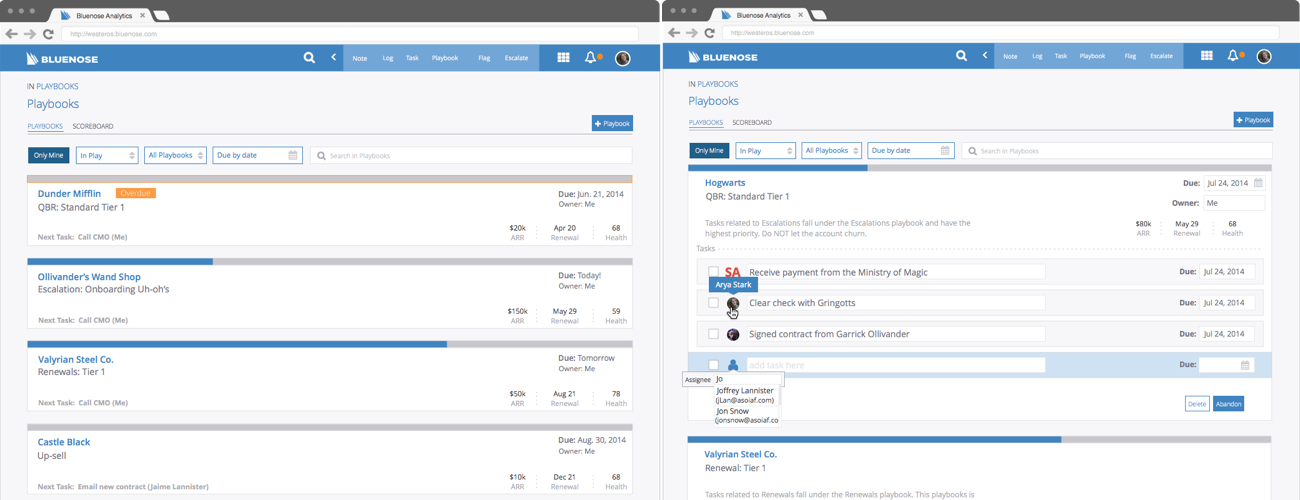 Bluenose Analytics
http://westeros.bluenose.com
BLUENOSE
Note Log Task Playbook Flag Escalate
IN PLAYBOOKS
Playbooks
PLAYBOOKS SCOREBOARD
+ Playbook
Only Mine In Play All Playbooks Due by date Search in Playbooks
Dunder Mifflin Overdue Due: Jun. 21, 2014
QBR: Standard Tier 1 Owner: Me
$20k Apr 20 68
Next Task: Call CMO (Me) ARR Renewal Health
Ollivander's Wand Shop Due: Today!
Escalation: Onboarding Uh-oh's Owner: Me
$150k May 29 59
Next Task: Call CMO (Me) ARR Renewal Health
Valyrian Steel Co. Due: Tomorrow
Renewals: Tier 1 Owner: Me
$50k Aug 21 78
Next Task: Call CMO (Me) ARR Renewal Health
Castle Black Due: Aug. 30, 2014
Up-sell Owner: Me
$10k Dec 21 68
Next Task: Email new contract (Jaime Lannister) ARR Renewal Health
Bluenose Analytics
http://westeros.bluenose.com
BLUENOSE
Note Log Task Playbook Flag Escalate
IN PLAYBOOKS
Playbooks
PLAYBOOKS SCOREBOARD
+ Playbook
Only Mine In Play All Playbooks Due by date Search in Playbooks
Hogwarts Due: Jul 24, 2014
QBR: Standard Tier 1 Owner: Me
Tasks related to Escalations fall under the Escalations playbook and have the $80k May 29 68
highest priority. Do NOT let the account churn. ARR Renewal Health
Tasks
SA Receive payment from the Ministry of Magic Due: Jul 24, 2014
Arya Stark
Clear check with Gringotts Due: Jul 24, 2014
Signed contract from Garrick Ollivander Due: Jul 24, 2014
add task here Due:
Assignee Jo
Joffrey Lannister
(jLan@asoiaf.com)
Jon Snow
(jonsnow@asoiaf.co
Delete Abandon
Valyrian Steel Co.
Renewal: Tier 1
Tasks related to Renewals fall under the Renewals playbook. This playbooks is